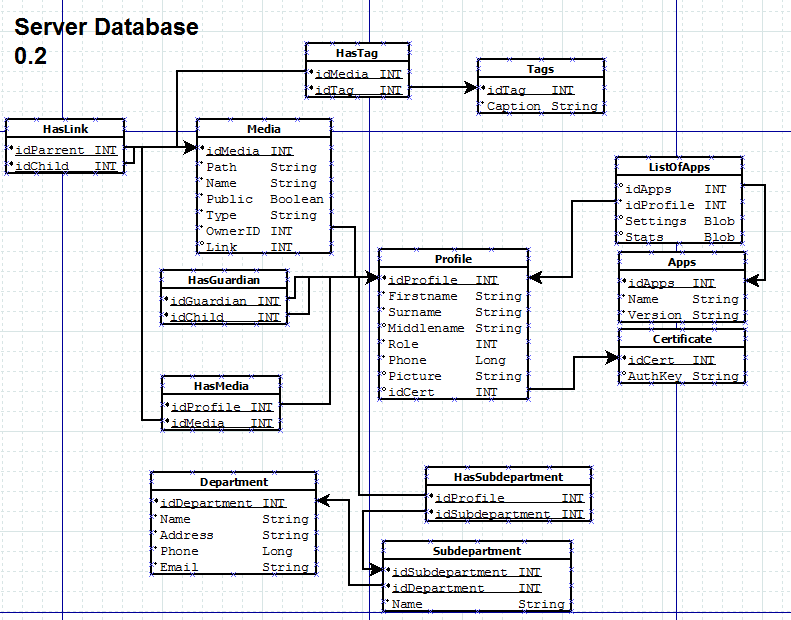 Server Database
0.2
HasTag
idMedia INT
idTag INT
Tags
idTag INT
Caption String
HasLink
idParrent INT
idChild INT
Media
idMedia INT
Path String
Name String
Public Boolean
Type String
OwnerID INT
Link INT
ListOfApps
idApps INT
idProfile INT
Settings Blob
Stats Blob
HasGuardian
idGuardian INT
idChild INT
Profile
idProfile INT
Firstname String
Surname String
Middlename String
Role INT
Phone Long
Picture String
idCert INT
Apps
idApps INT
Name String
Version String
Certificate
idCert INT
AuthKey String
HasMedia
idProfile INT
idMedia INT
Department
idDepartment INT
Name String
Address String
Phone Long
Email String
HasSubdepartment
idProfile INT
idSubdepartment INT
Subdepartment
idSubdepartment INT
idDepartment INT
Name String